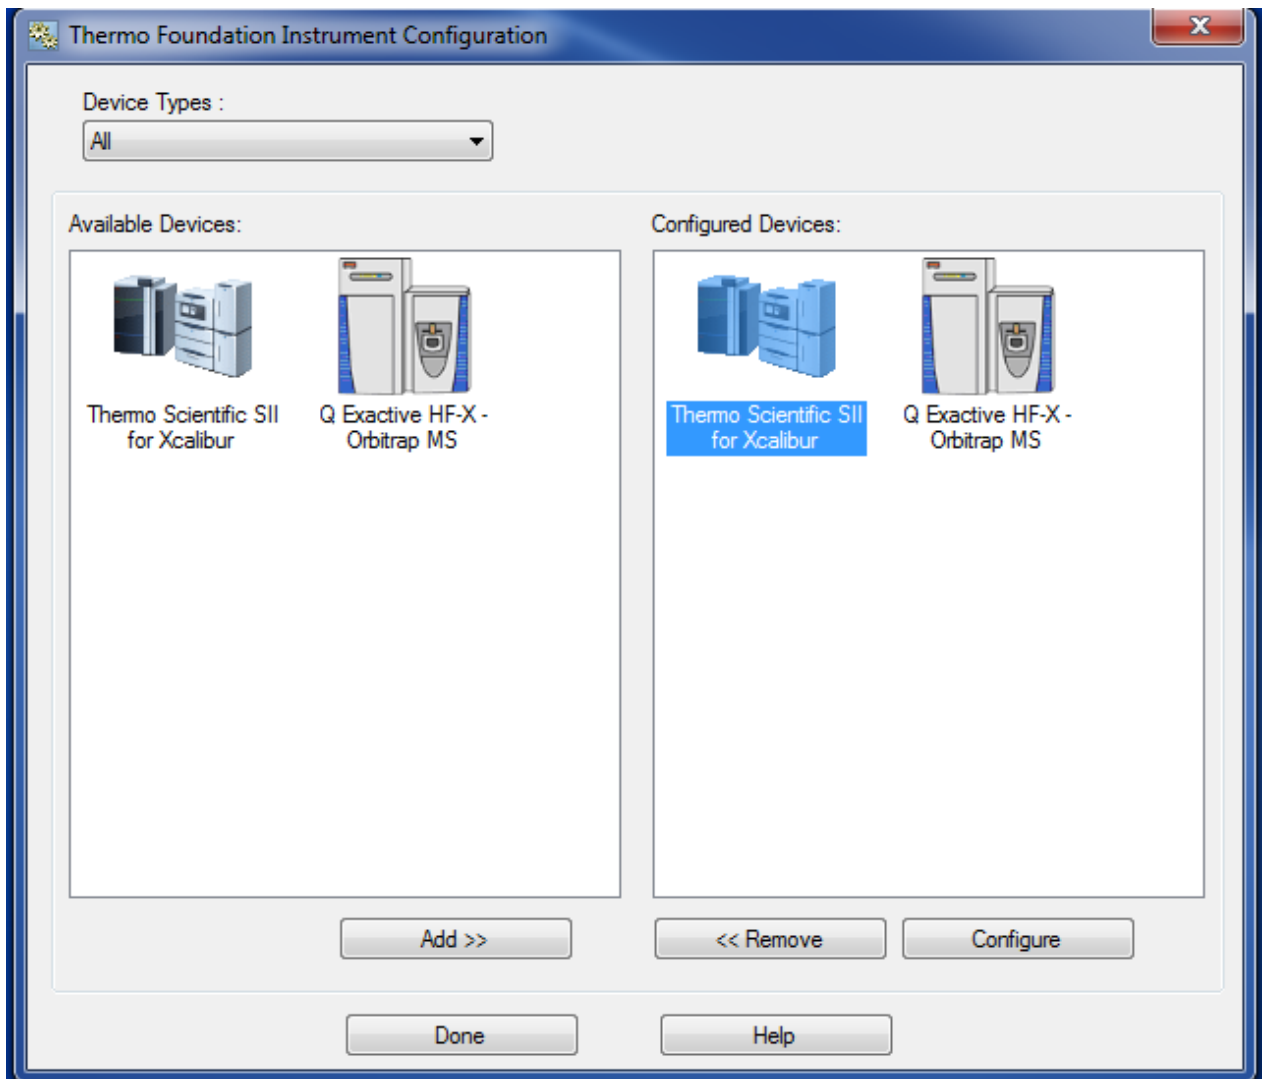 Thermo Foundation Instrument Configuration
X
Device Types :
All
Available Devices:
Thermo Scientific SII
for Xcalibur
Q Exactive HF-X -
Orbitrap MS
Add >>
Configured Devices:
Thermo Scientific SII
for Xcalibur
Q Exactive HF-X -
Orbitrap MS
<< Remove
Configure
Done
Help